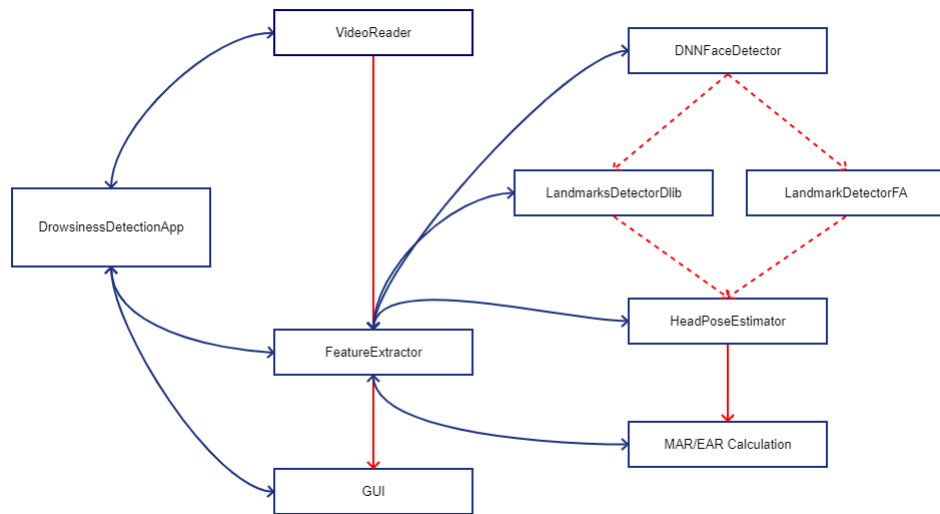 VideoReader
DNNFaceDetector
LandmarksDetectorDlib
LandmarkDetectorFA
DrowsinessDetectionApp
HeadPoseEstimator
FeatureExtractor
MAR/EAR Calculation
GUI